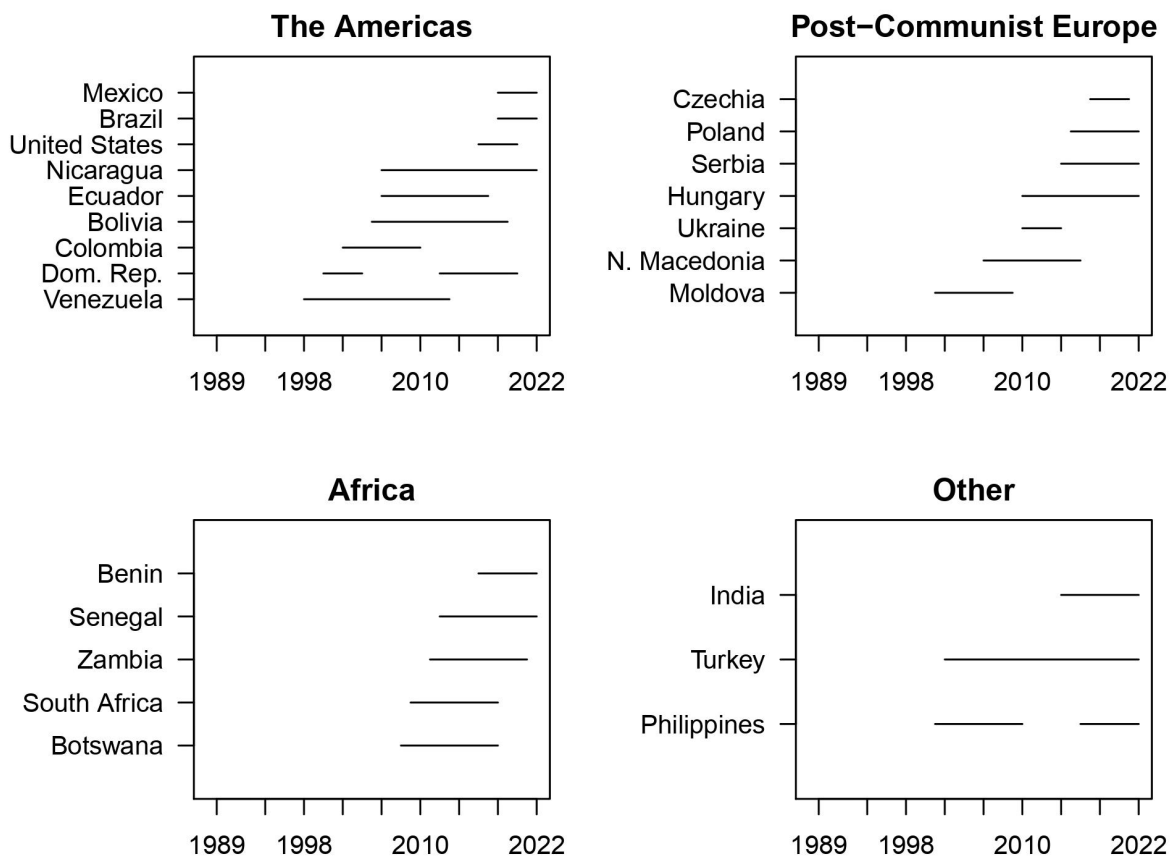 The Americas
Mexico
Brazil
United States
Nicaragua
Ecuador
Bolivia
Colombia
Dom. Rep.
Venezuela
1989 1998 2010 2022
Post−Communist Europe
Czechia
Poland
Serbia
Hungary
Ukraine
N. Macedonia
Moldova
1989 1998 2010 2022
Africa
Benin
Senegal
Zambia
South Africa
Botswana
1989 1998 2010 2022
Other
India
Turkey
Philippines
1989 1998 2010 2022